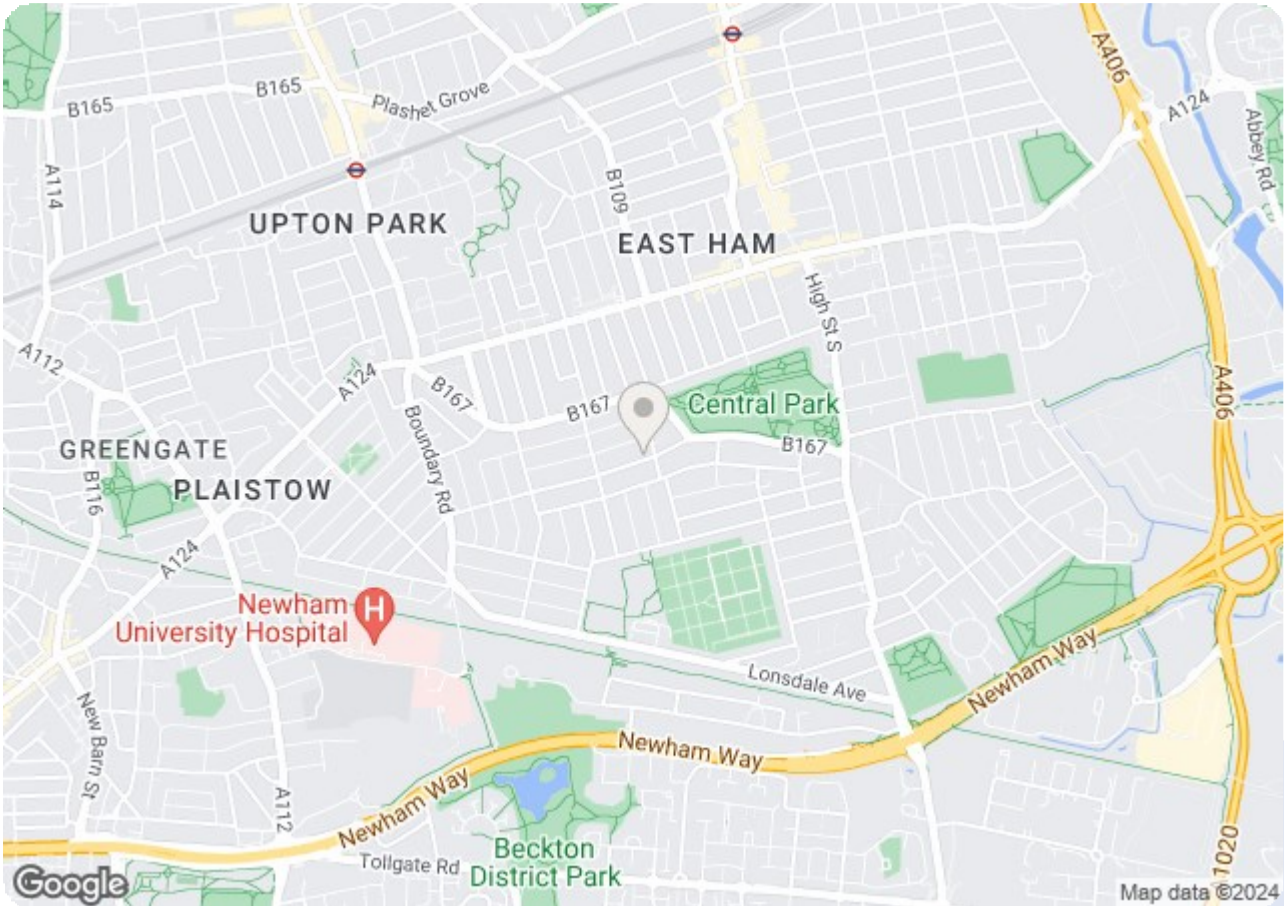 A406
A124
B165
B165
Plashet Grove
Abbey Rd
A114
B109
UPTON PARK
EAST HAM
High St S
A112
A124
B167
B167
Central Park
A406
Boundary Rd
B167
GREENGATE
B116
PLAISTOW
A124
Newham
University Hospital
H
Newham Way
Lonsdale Ave
New Barn St
Newham Way
A112
Newham Way
Tollgate Rd
Beckton
District Park
1020
Google
Map data ©2024